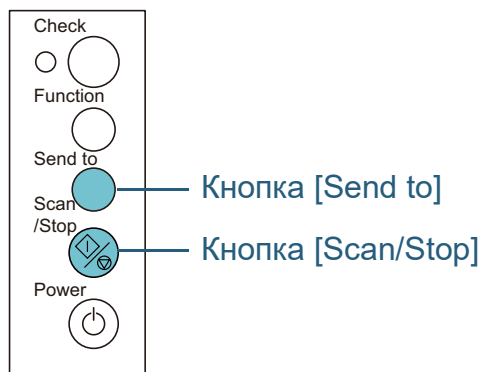 Check
Function
Send to
Кнопка [Send to]
Scan
/Stop
Кнопка [Scan/Stop]
Power